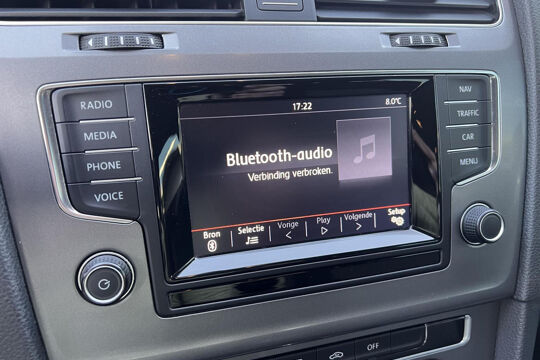 RADIO
MEDIA
PHONE
VOICE
17:22
8.0°C
Bluetooth-audio
Verbinding verbroken.
Bron
Selectie
Vorige
Play
Volgende
Setup
NAV
TRAFFIC
CAR
MENU
OFF